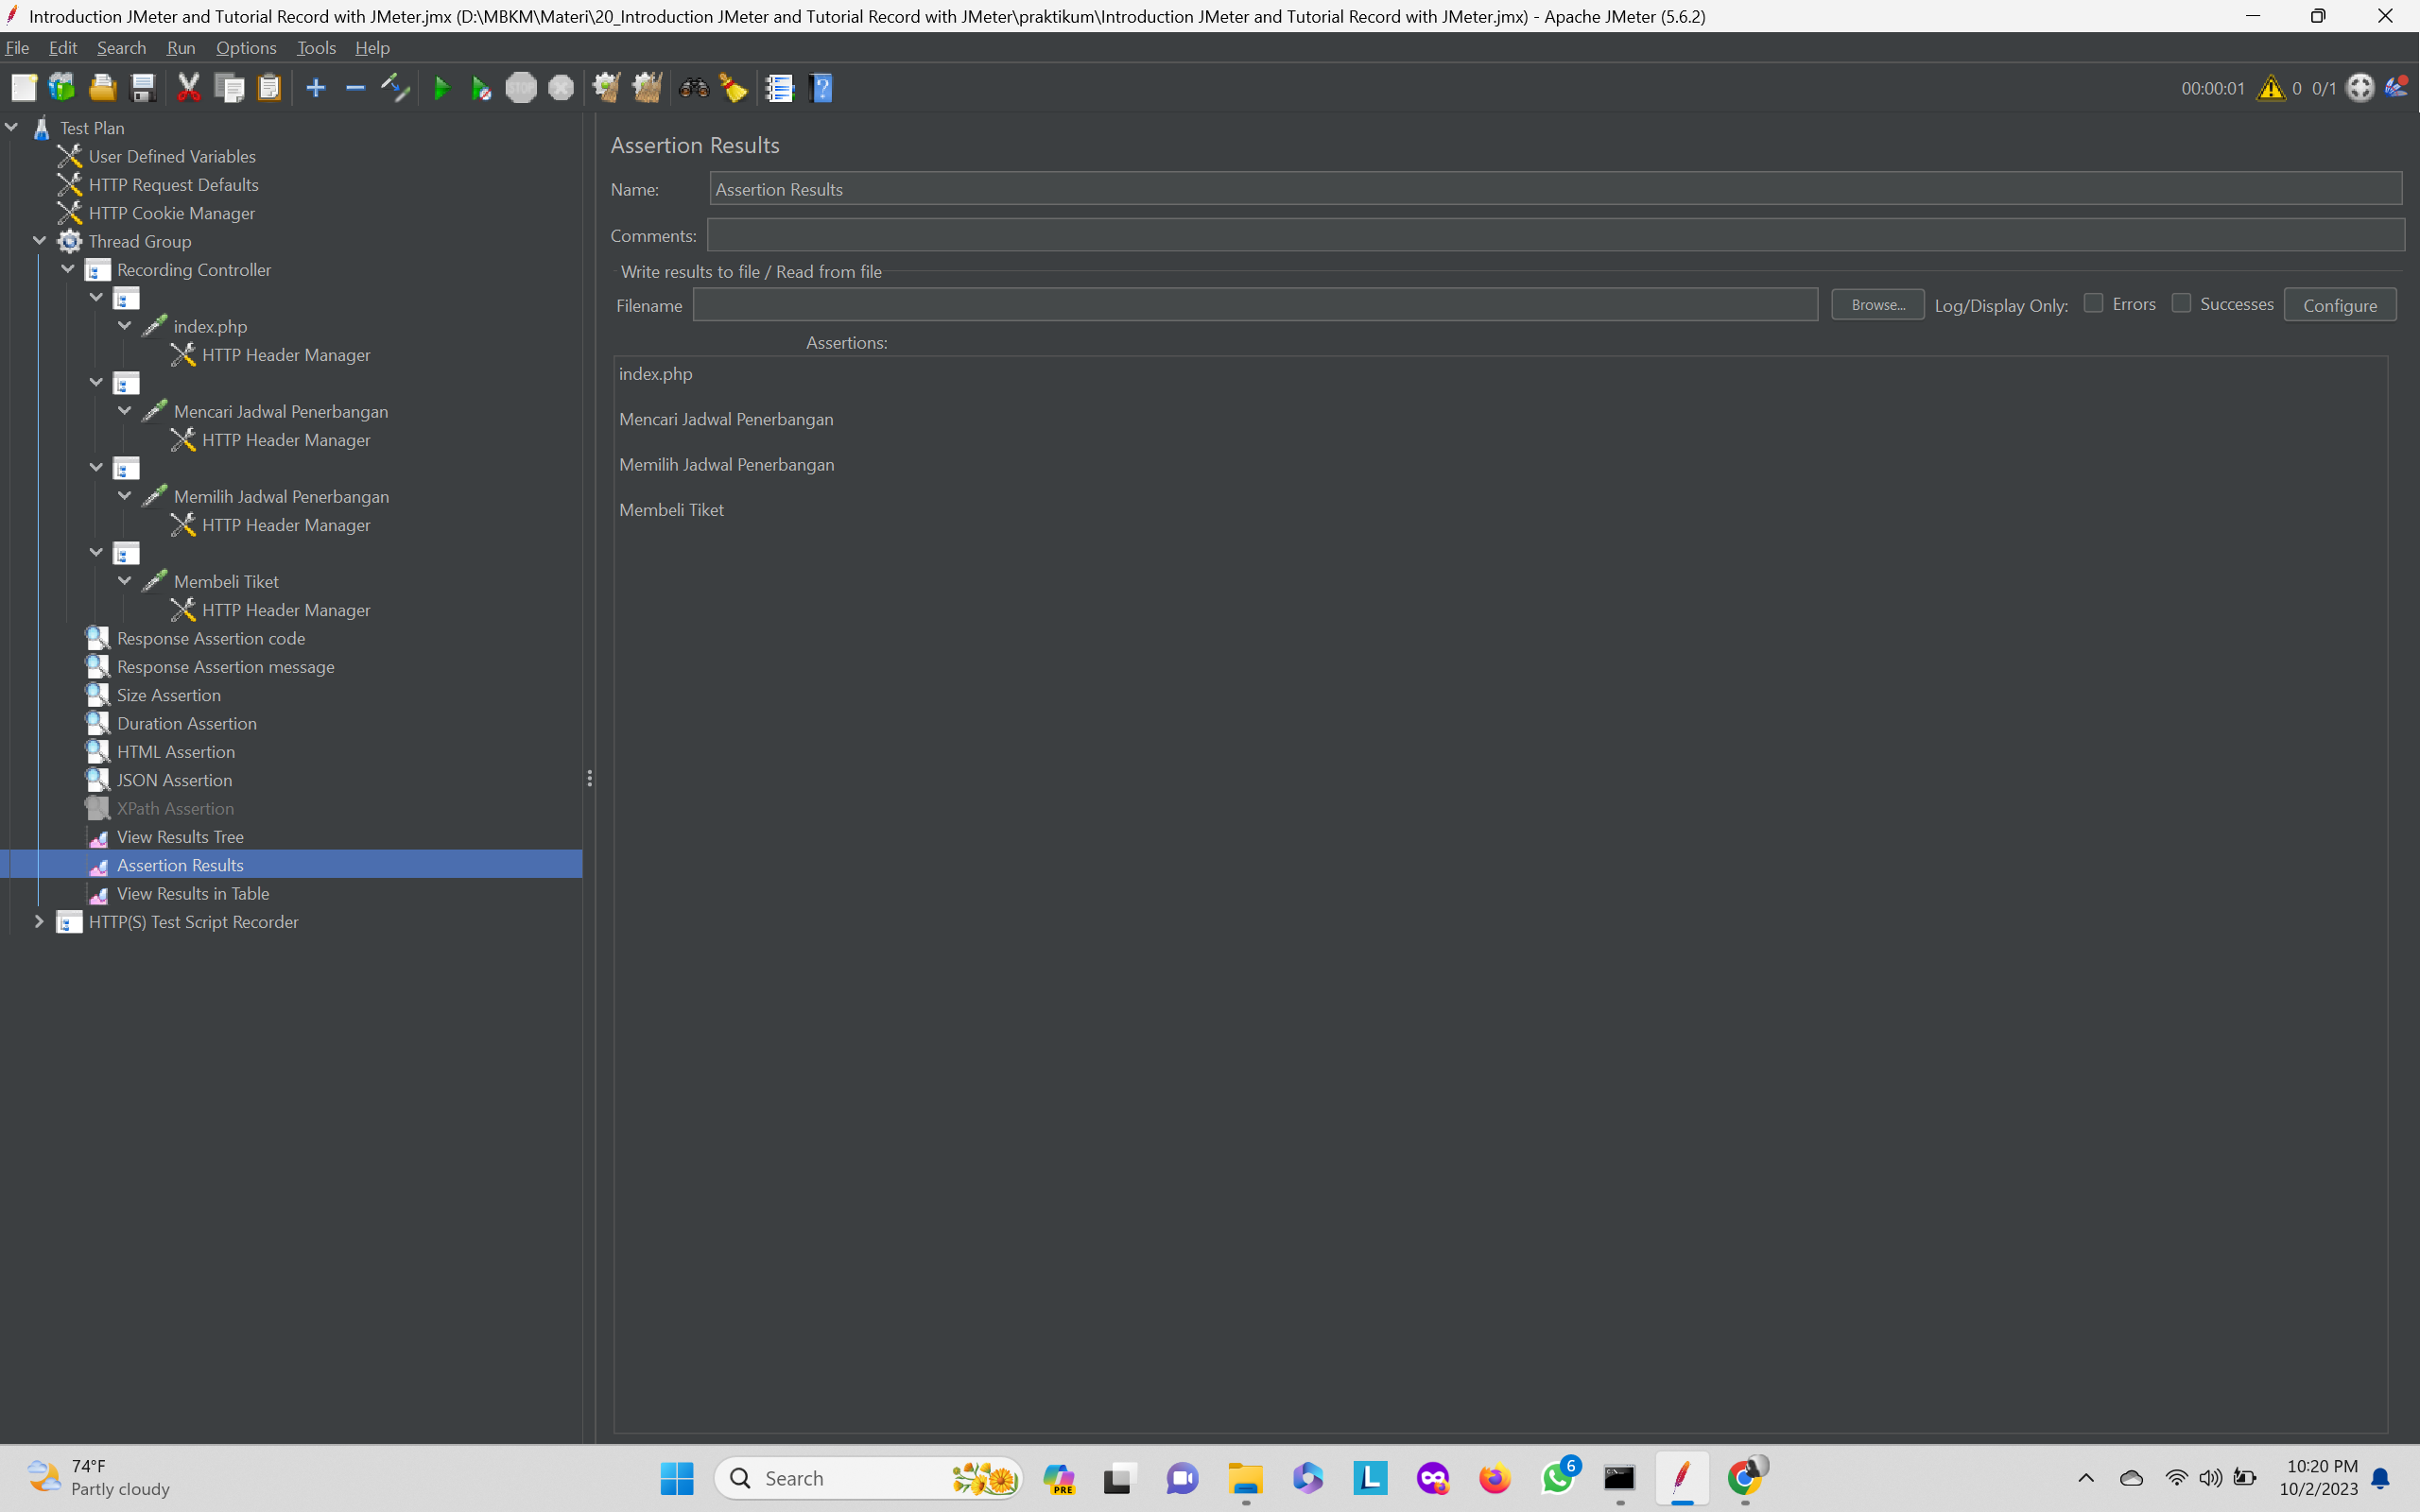 Introduction JMeter and Tutorial Record with JMeter.jmx (D:\MBKM\Materi\20_Introduction JMeter and Tutorial Record with JMeter\praktikum\Introduction JMeter and Tutorial Record with JMeter.jmx) - Apache JMeter (5.6.2)
File Edit Search Run Options Tools Help
STOP
00:00:01 0 0/1
Test Plan
User Defined Variables
HTTP Request Defaults
HTTP Cookie Manager
Thread Group
Recording Controller
index.php
HTTP Header Manager
Mencari Jadwal Penerbangan
HTTP Header Manager
Memilih Jadwal Penerbangan
HTTP Header Manager
Membeli Tiket
HTTP Header Manager
Response Assertion code
Response Assertion message
Size Assertion
Duration Assertion
HTML Assertion
JSON Assertion
XPath Assertion
View Results Tree
Assertion Results
View Results in Table
HTTP(S) Test Script Recorder
Assertion Results
Name: Assertion Results
Comments:
Write results to file / Read from file
Filename Browse... Log/Display Only: Errors Successes Configure
Assertions:
index.php
Mencari Jadwal Penerbangan
Memilih Jadwal Penerbangan
Membeli Tiket
74°F
Partly cloudy
Search
PRE
L
6
10:20 PM
10/2/2023